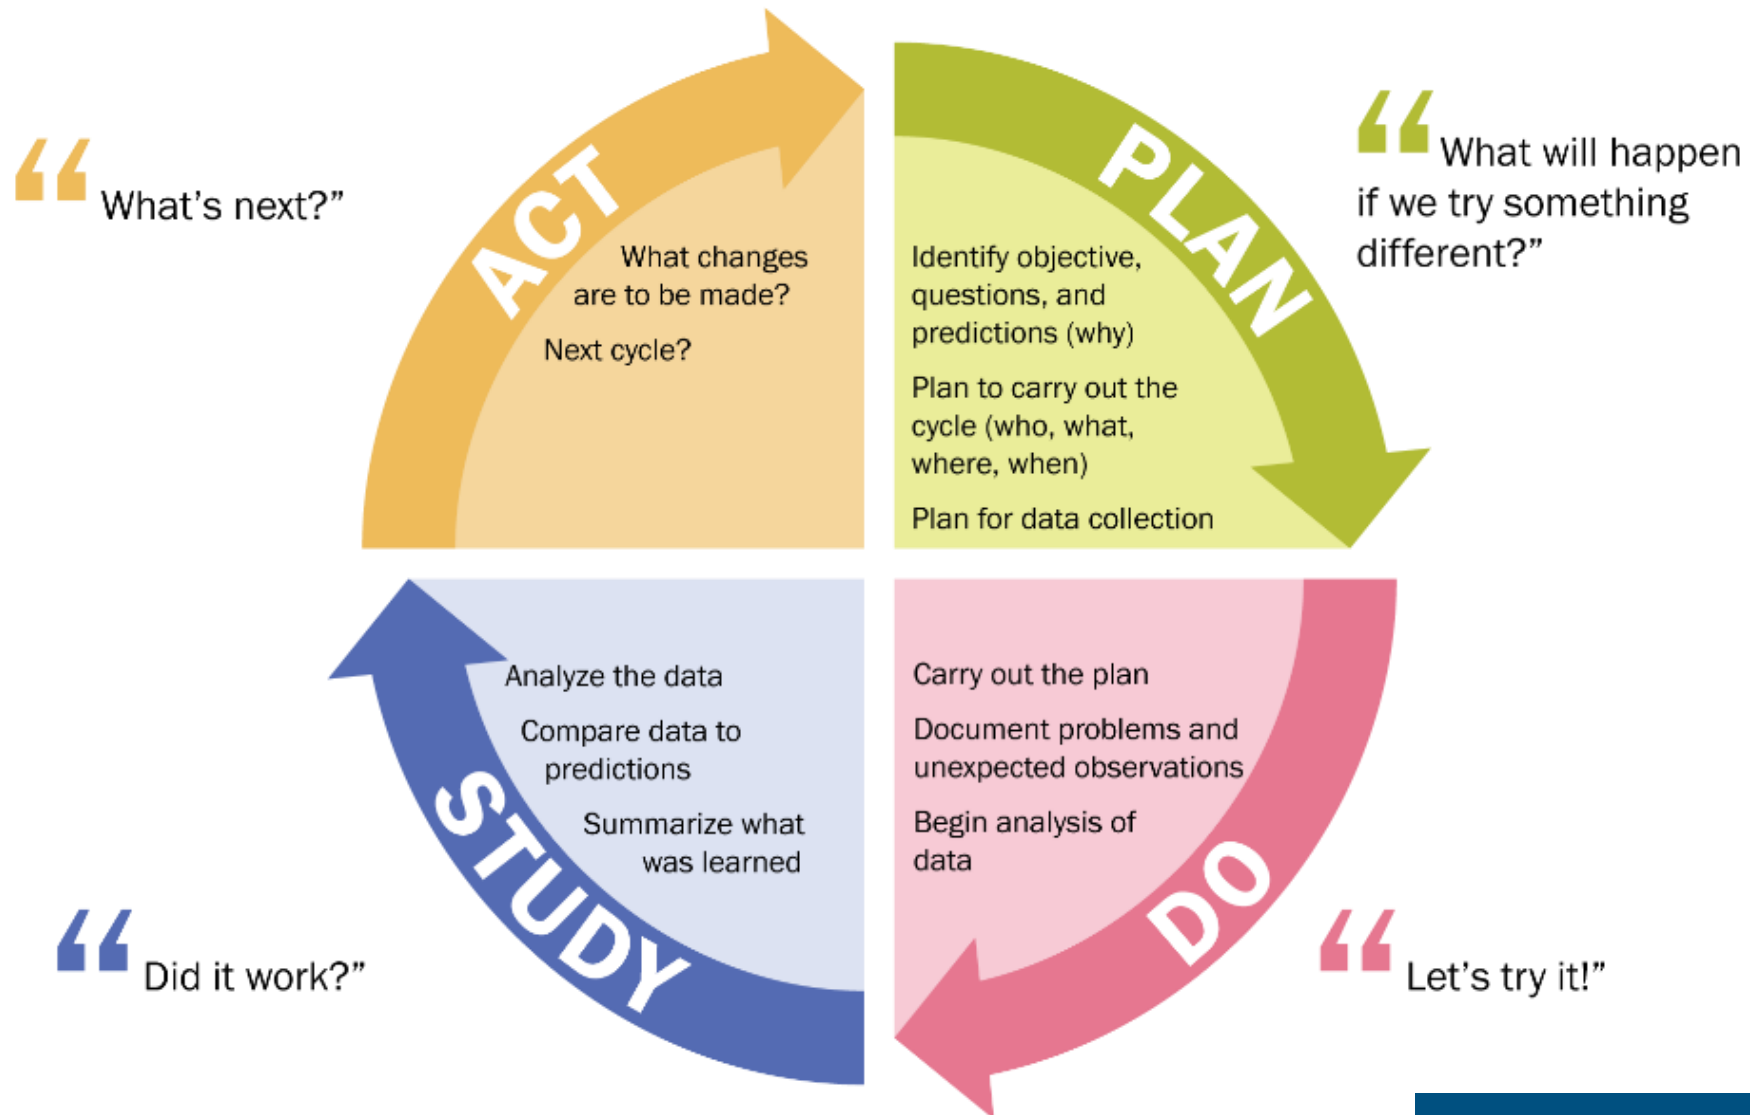 ACT
“What’s next?”
What changes
are to be made?
Next cycle?
PLAN
“What will happen
if we try something
different?”
Identify objective,
questions, and
predictions (why)
Plan to carry out the
cycle (who, what,
where, when)
Plan for data collection
DO
Carry out the plan
Document problems and
unexpected observations
Begin analysis of
data
“Let’s try it!”
STUDY
Analyze the data
Compare data to
predictions
Summarize what
was learned
“Did it work?”